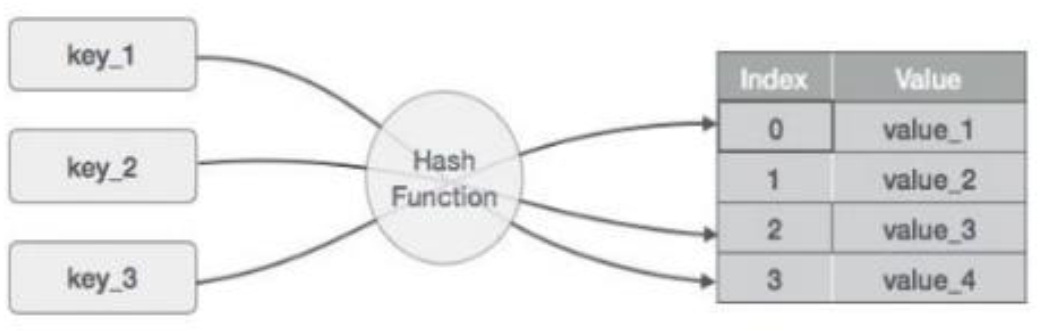 key_1
key_2
key_3
Hash
Function
Index Value
0 value_1
1 value_2
2 value_3
3 value_4